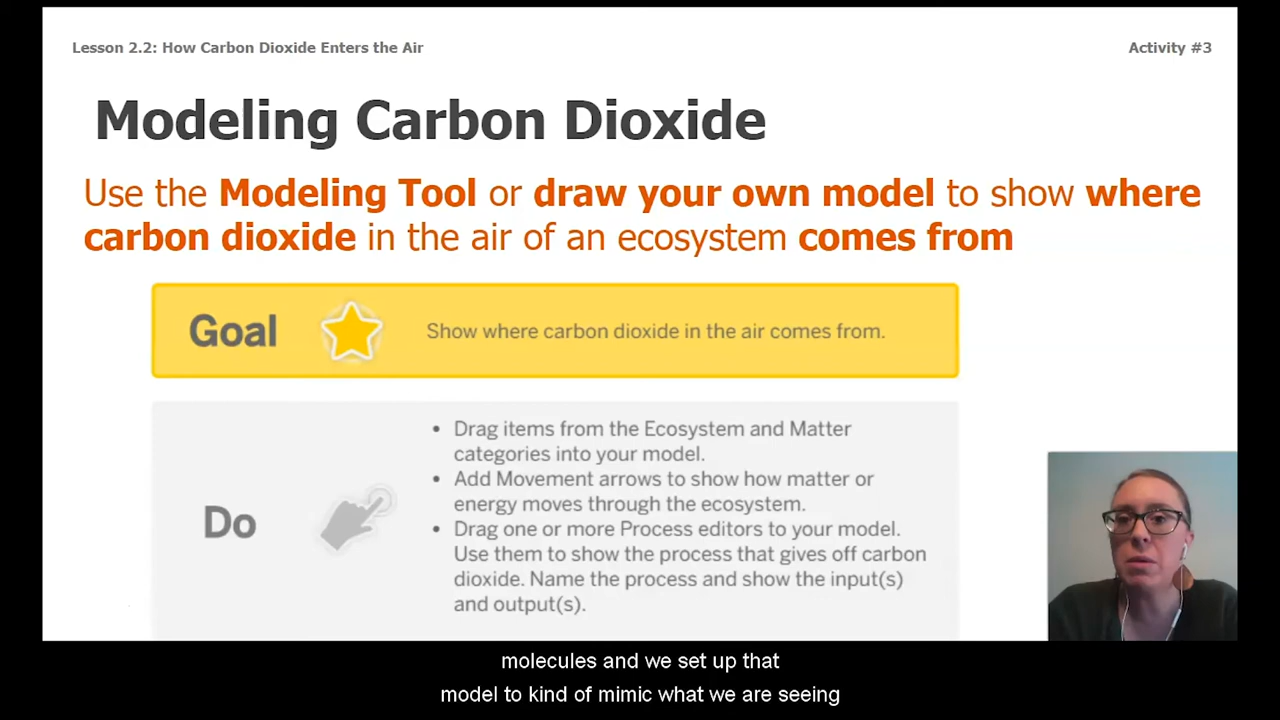 Lesson 2.2: How Carbon Dioxide Enters the Air
Activity #3
Modeling Carbon Dioxide
Use the Modeling Tool or draw your own model to show where
carbon dioxide in the air of an ecosystem comes from
Goal
Show where carbon dioxide in the air comes from.
Do
• Drag items from the Ecosystem and Matter
categories into your model.
• Add Movement arrows to show how matter or
energy moves through the ecosystem.
• Drag one or more Process editors to your model.
Use them to show the process that gives off carbon
dioxide. Name the process and show the input(s)
and output(s).
molecules and we set up that
model to kind of mimic what we are seeing